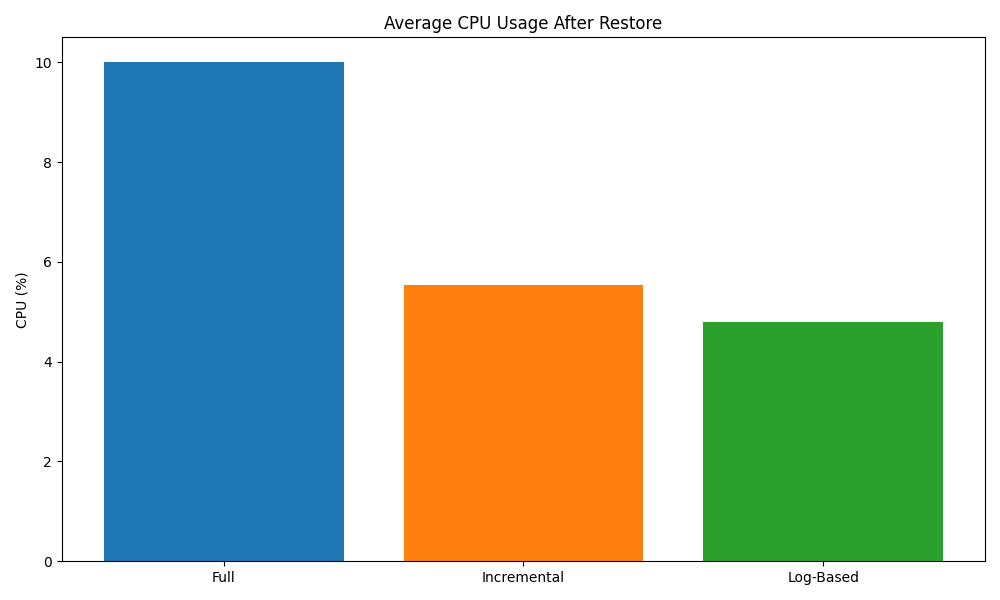 Average CPU Usage After Restore
CPU (%)
10
8
6
4
2
0
Full
Incremental
Log-Based